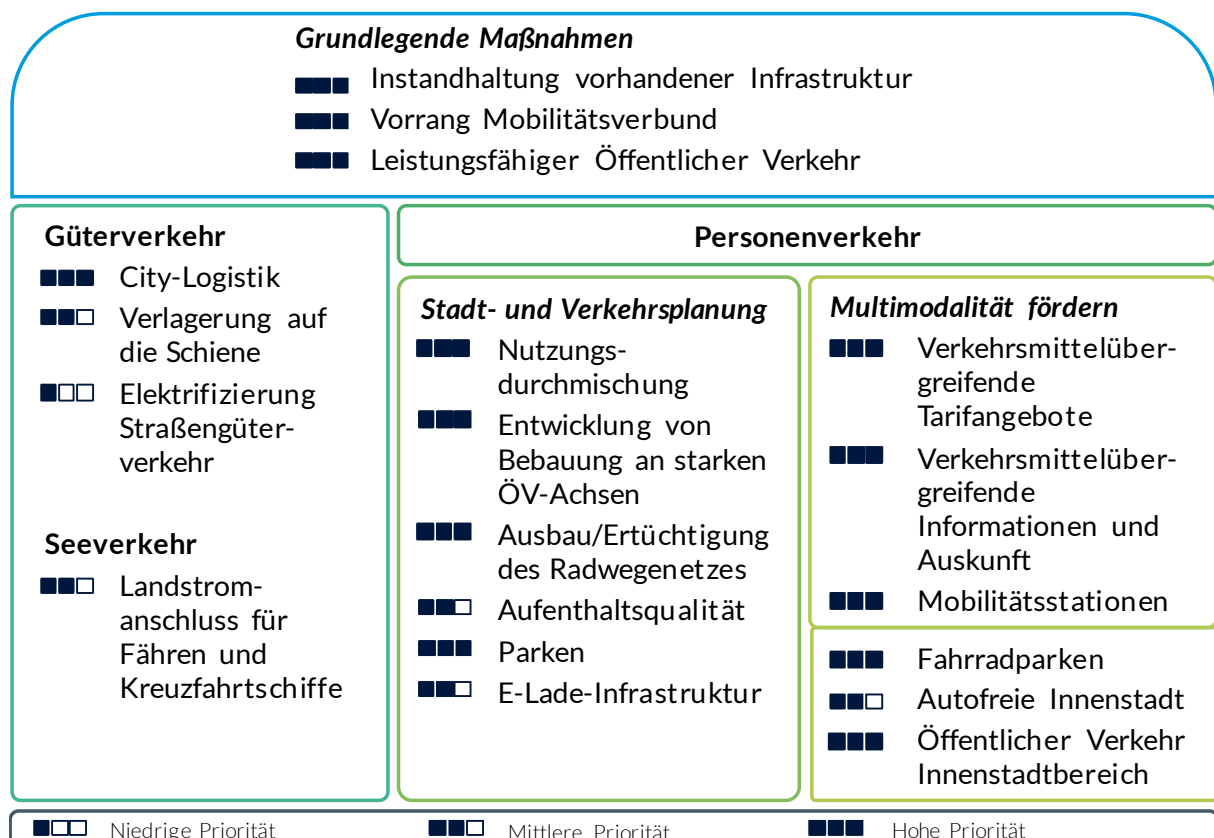 Grundlegende Maßnahmen
Instandhaltung vorhandener Infrastruktur
Vorrang Mobilitätsverbund
Leistungsfähiger Öffentlicher Verkehr
Güterverkehr
City-Logistik
Verlagerung auf
die Schiene
Elektrifizierung
Straßengüter-
verkehr
Seeverkehr
Landstrom-
anschluss für
Fähren und
Kreuzfahrtschiffe
Personenverkehr
Stadt- und Verkehrsplanung
Nutzungs-
durchmischung
Entwicklung von
Bebauung an starken
ÖV-Achsen
Ausbau/Ertüchtigung
des Radwegenetzes
Aufenthaltsqualität
Parken
E-Lade-Infrastruktur
Multimodalität fördern
Verkehrsmittelüber-
greifende
Tarifangebote
Verkehrsmittelüber-
greifende
Informationen und
Auskunft
Mobilitätsstationen
Fahrradparken
Autofreie Innenstadt
Öffentlicher Verkehr
Innenstadtbereich
Niedrige Priorität
Mittlere Priorität
Hohe Priorität